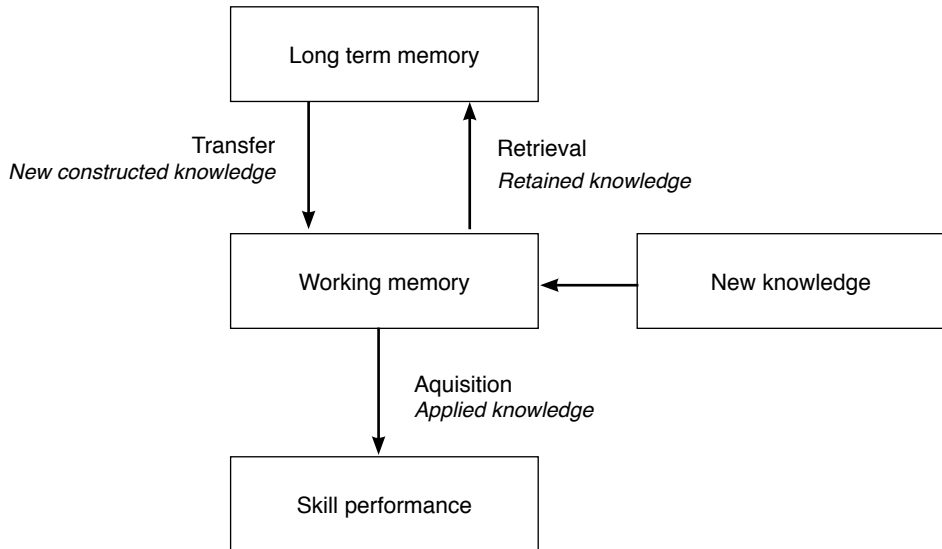 Long term memory
Transfer
New constructed knowledge
Retrieval
Retained knowledge
Working memory
New knowledge
Aquisition
Applied knowledge
Skill performance